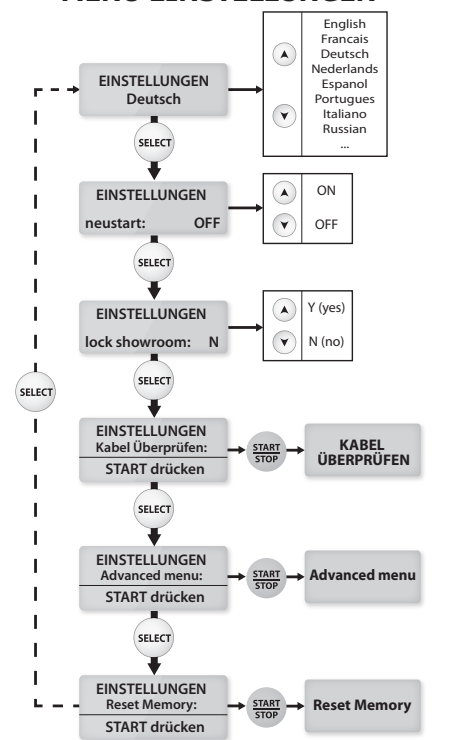 English
Francais
Deutsch
Nederlands
Espanol
Portugues
Italiano
Russian
...
EINSTELLUNGEN
Deutsch
SELECT
EINSTELLUNGEN
neustart: OFF
ON
OFF
SELECT
EINSTELLUNGEN
lock showroom: N
Y (yes)
N (no)
SELECT
SELECT
EINSTELLUNGEN
Kabel Überprüfen:
START drücken
START
STOP
KABEL
ÜBERPRÜFEN
SELECT
EINSTELLUNGEN
Advanced menu:
START drücken
START
STOP
Advanced menu
SELECT
EINSTELLUNGEN
Reset Memory:
START drücken
START
STOP
Reset Memory